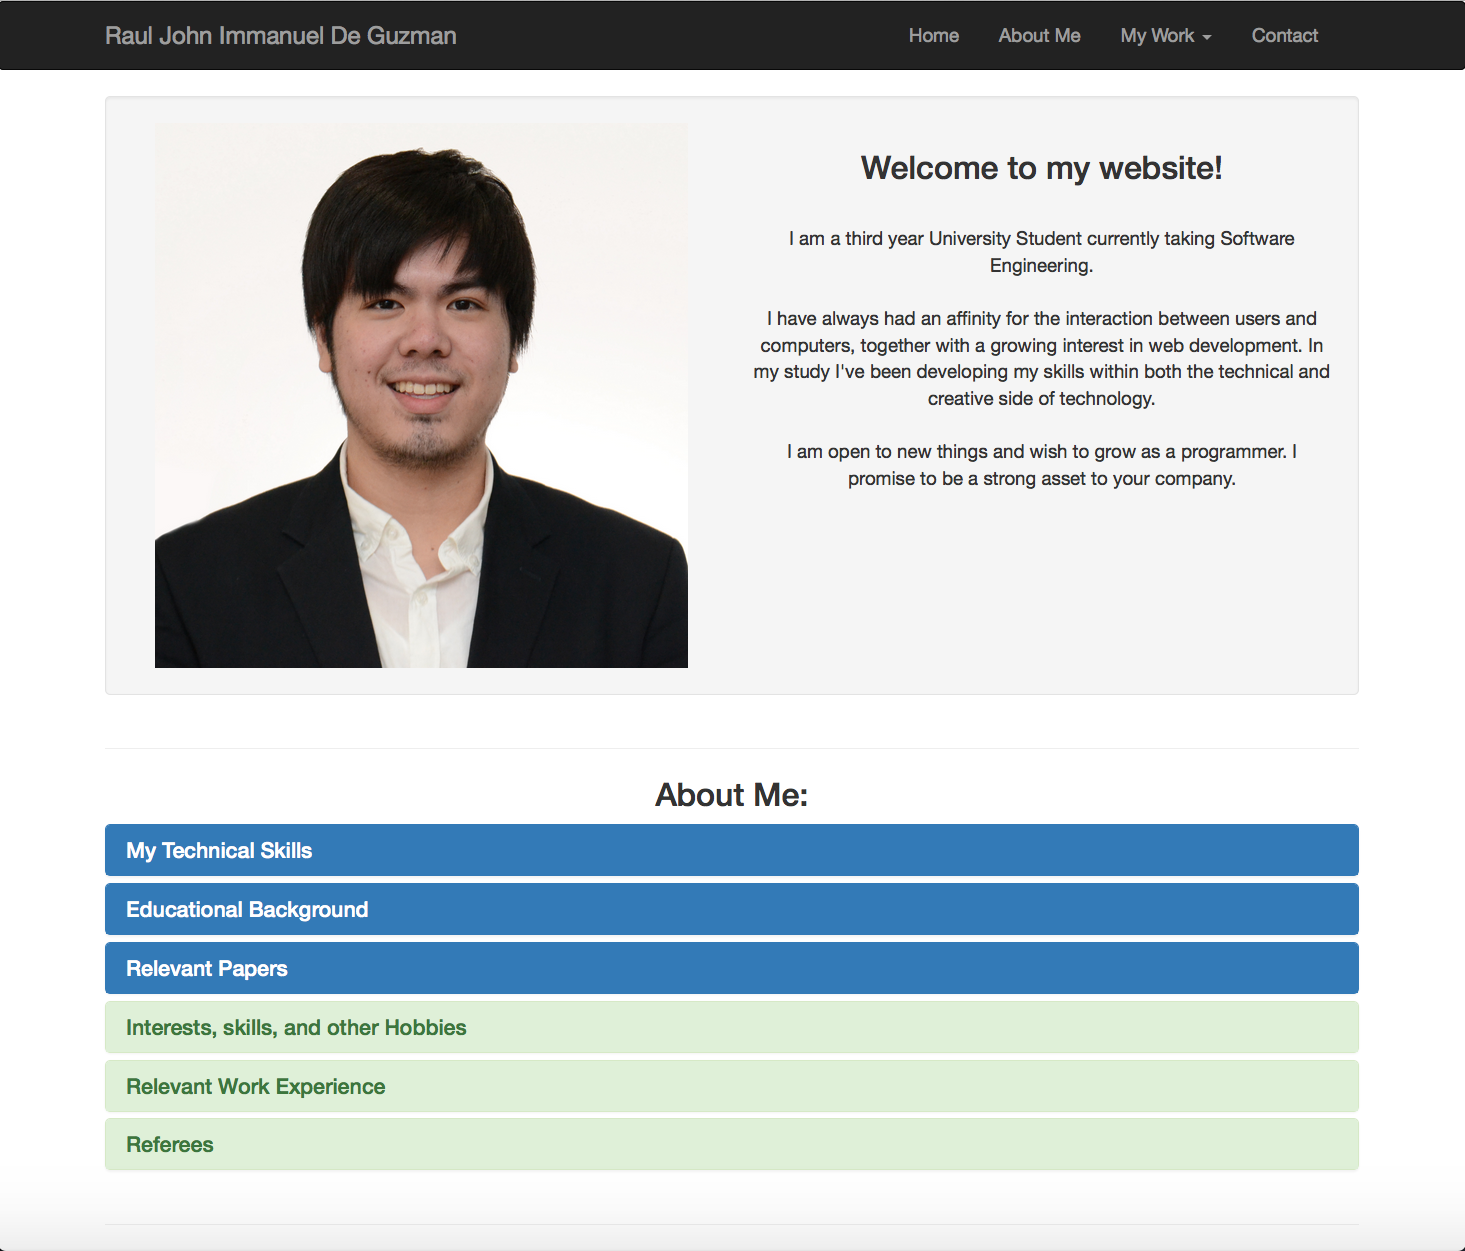 Raul John Immanuel De Guzman
Home
About Me
My Work
Contact
Welcome to my website!
I am a third year University Student currently taking Software
Engineering.
I have always had an affinity for the interaction between users and
computers, together with a growing interest in web development. In
my study I've been developing my skills within both the technical and
creative side of technology.
I am open to new things and wish to grow as a programmer. I
promise to be a strong asset to your company.
About Me:
My Technical Skills
Educational Background
Relevant Papers
Interests, skills, and other Hobbies
Relevant Work Experience
Referees